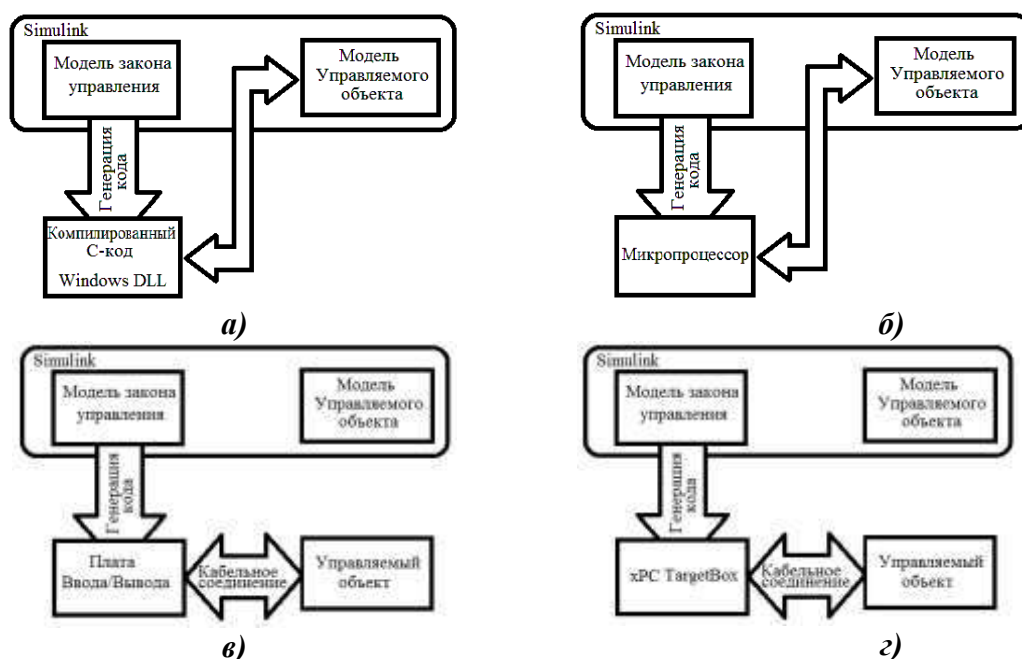 Simulink
Модель закона
управления
Модель
Управляемого
объекта
Генерация
кода
Компилированный
С-код
Windows DLL
а)
Simulink
Модель закона
управления
Модель
Управляемого
объекта
Генерация
кода
Микропроцессор
б)
Simulink
Модель закона
управления
Модель
Управляемого
объекта
Генерация
кода
Плата
Ввода/Вывода
Кабельное
соединение
Управляемый
объект
в)
Simulink
Модель закона
управления
Модель
Управляемого
объекта
Генерация
кода
xPC TargetBox
Кабельное
соединение
Управляемый
объект
г)